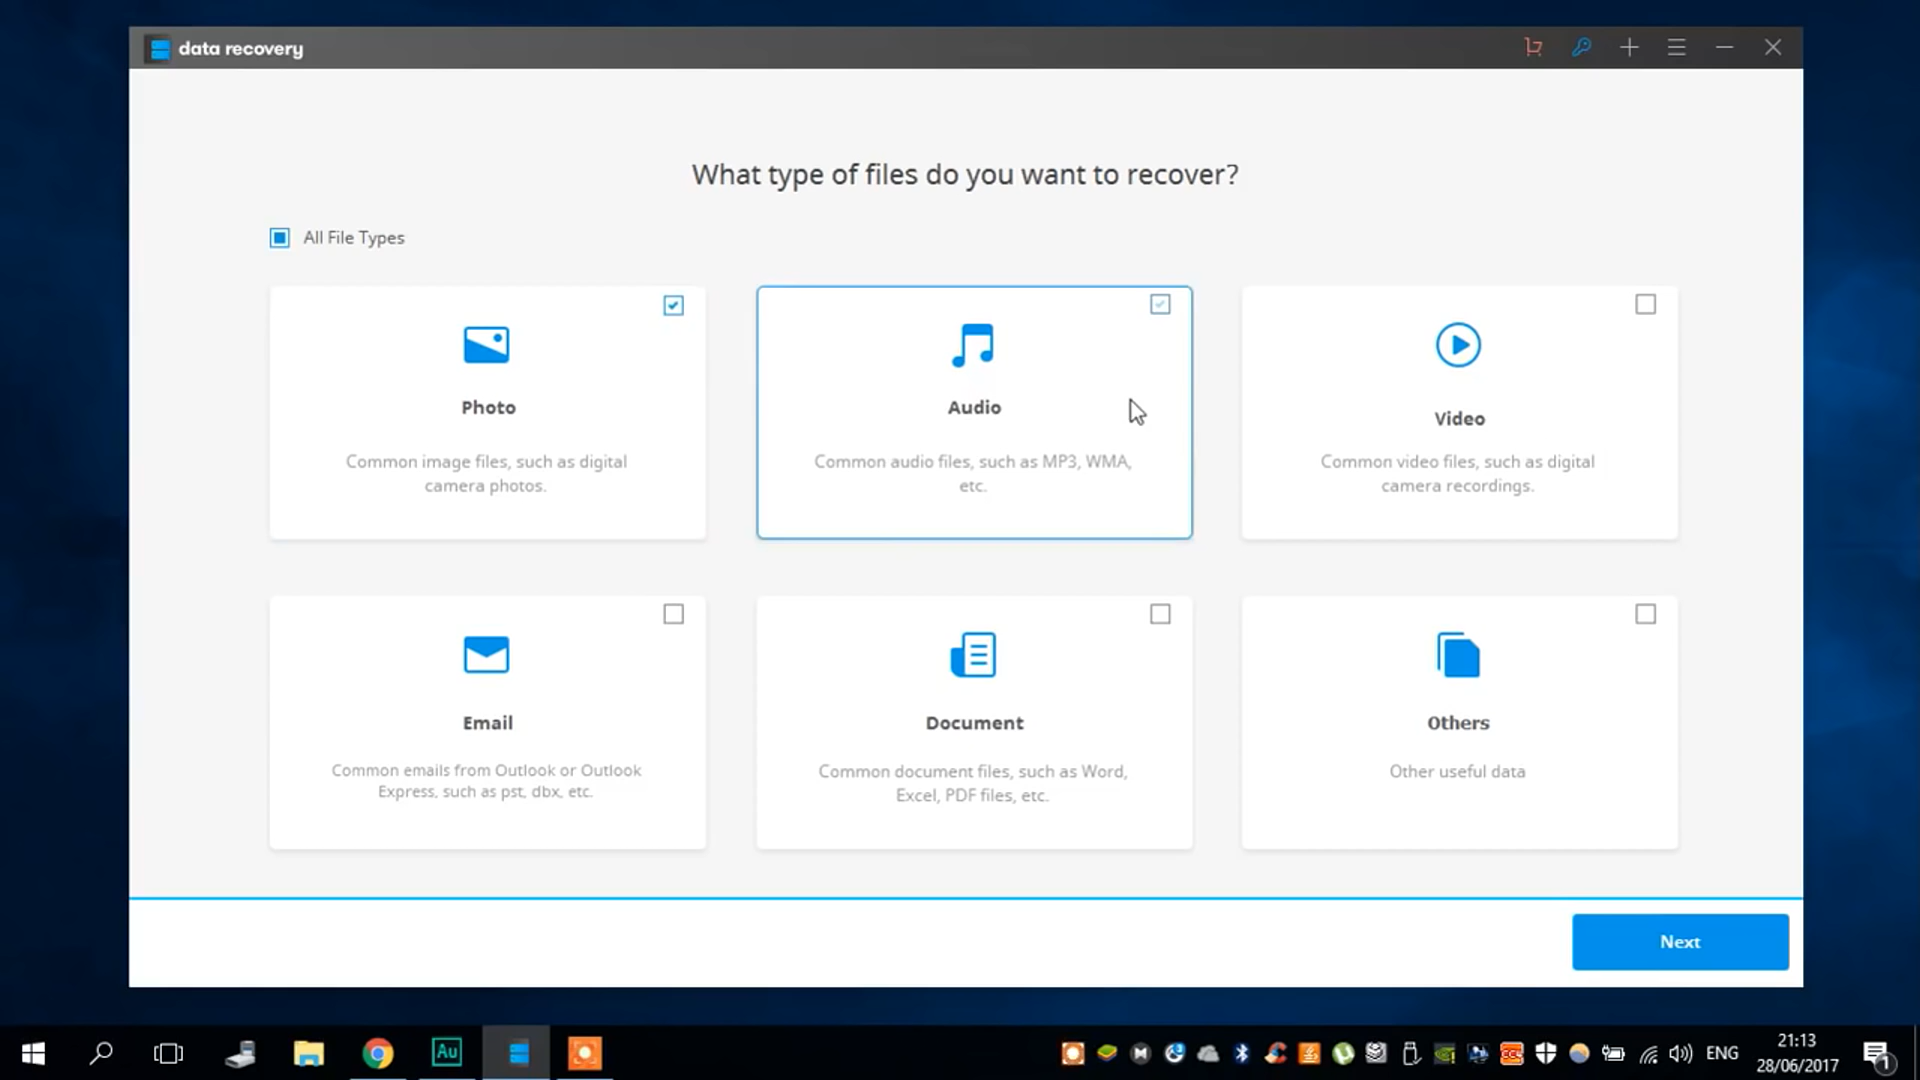 data recovery
What type of files do you want to recover?
All File Types
Photo
Common image files, such as digital
camera photos.
Audio
Common audio files, such as MP3, WMA,
etc.
Video
Common video files, such as digital
camera recordings.
Email
Common emails from Outlook or Outlook
Express, such as pst, dbx, etc.
Document
Common document files, such as Word,
Excel, PDF files, etc.
Others
Other useful data
Next
Au
ENG
21:13
28/06/2017
1